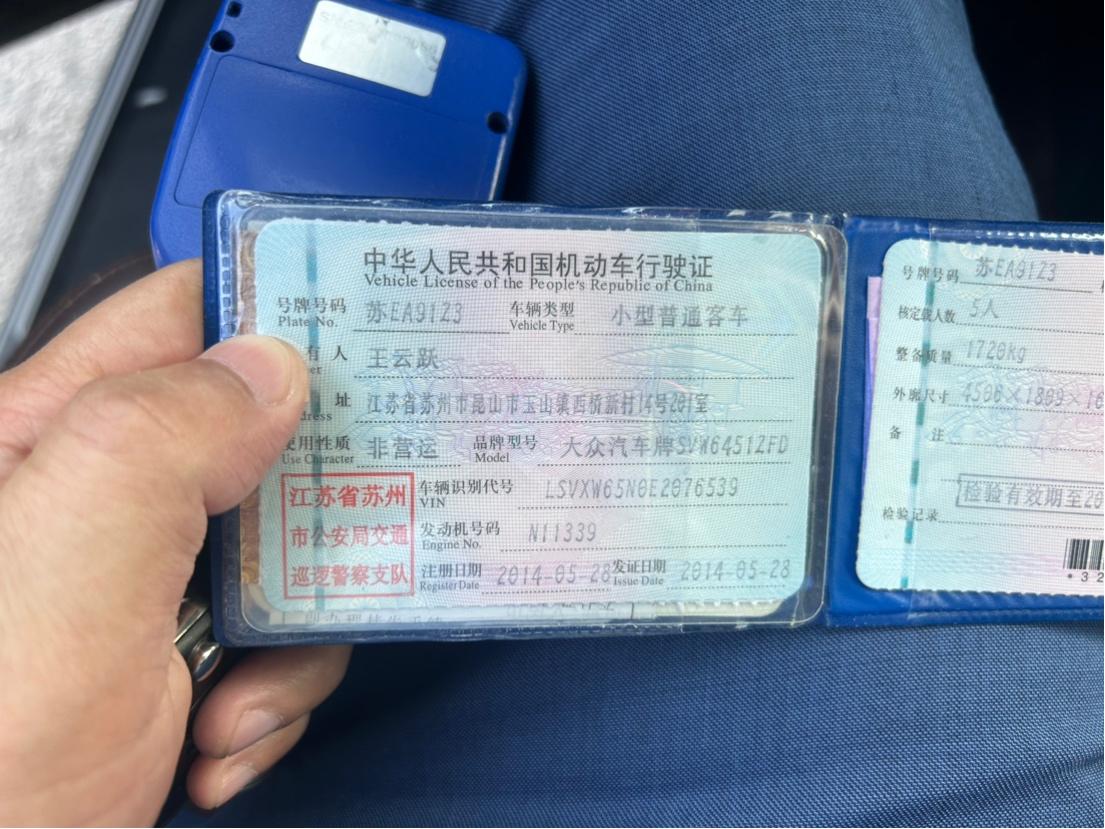 中华人民共和国机动车行驶证
Vehicle License of the People's Republic of China
号牌号码 苏EA91Z3 车辆类型 小型普通客车
Plate No. Vehicle Type
有 人 王云跃
址 江苏省苏州市昆山市玉山镇西桥新村14号201室
使用性质 非营运 品牌型号 大众汽车牌SVW6451ZFD
Use Character Model
江苏省苏州
市公安局交通
巡逻警察支队
车辆识别代号 LSVXW65N0E2076539
VIN
发动机号码 N11339
Engine No.
注册日期 2014-05-28 发证日期 2014-05-28
Register Date Issue Date
号牌号码 苏EA91Z3
核定载人数 5人
整备质量 1720kg
外廓尺寸 4506×1809×16
备 注
检验有效期至20
检验记录
*32